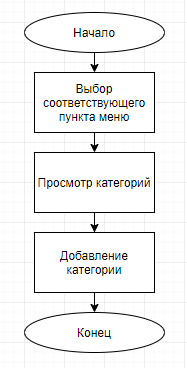 Начало
Выбор
соответствующего
пункта меню
Просмотр категорий
Добавление
категории
Конец